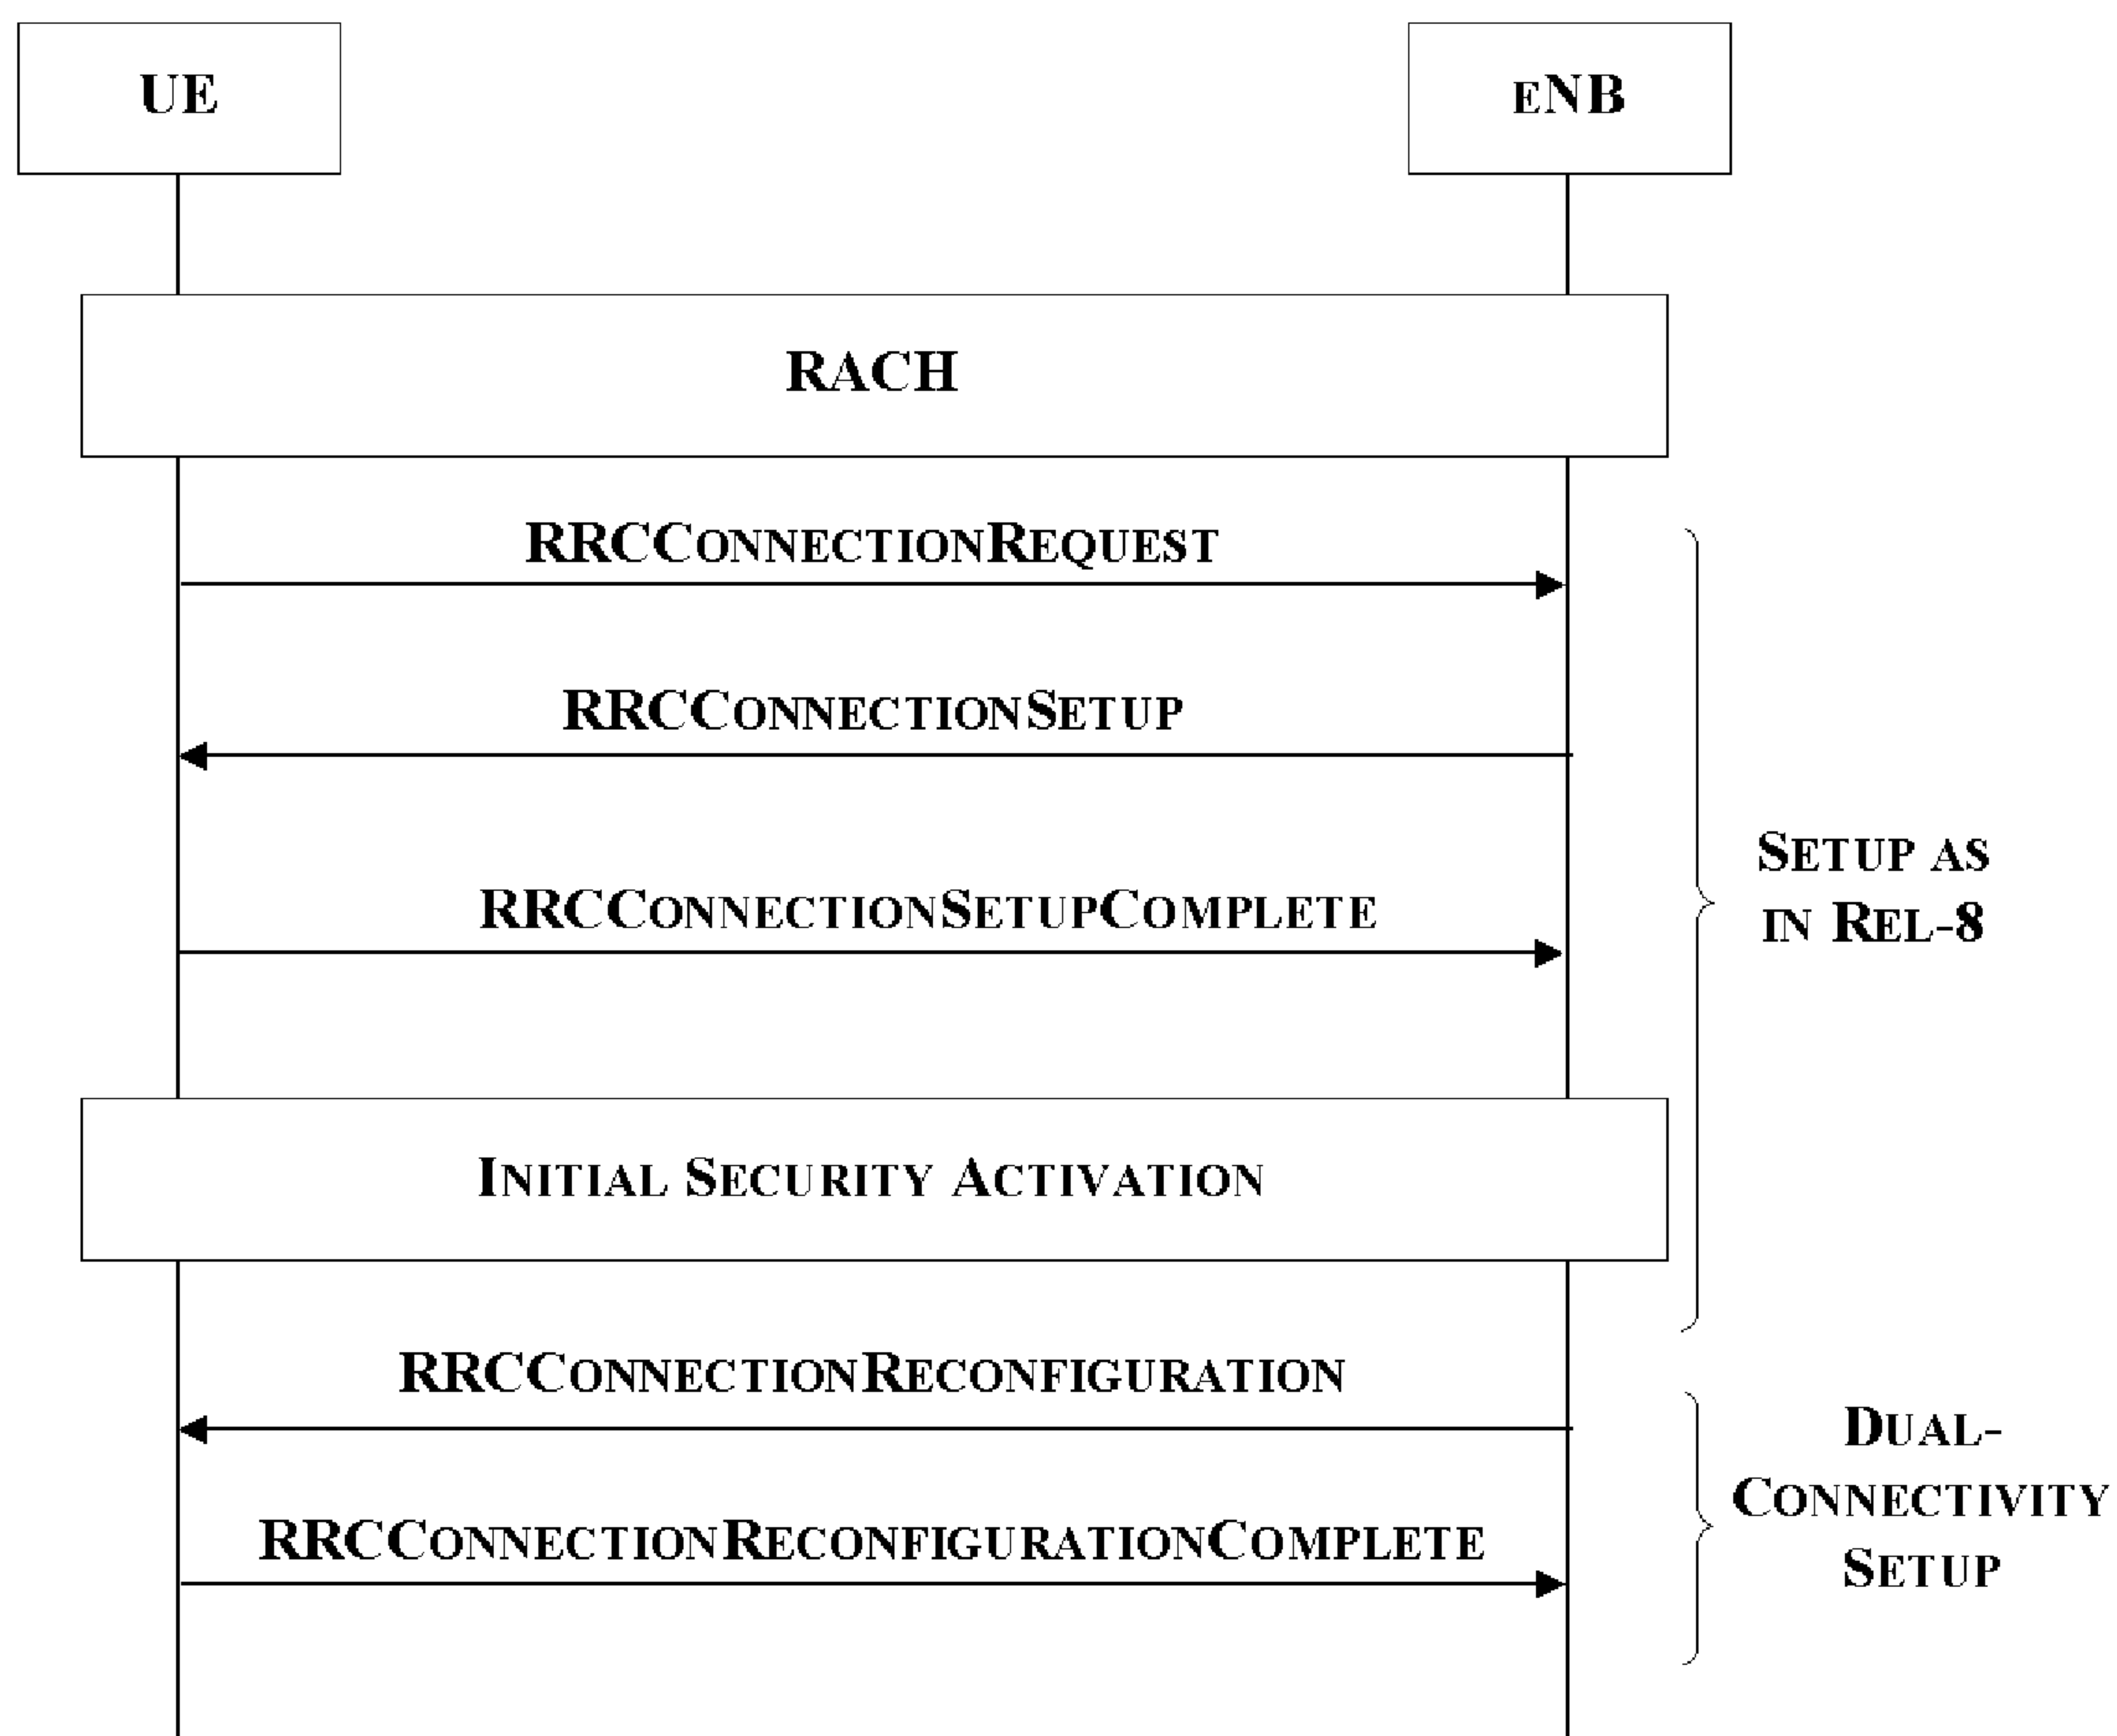 UE
eNB
RACH
RRCConnectionRequest
RRCConnectionSetup
RRCConnectionSetupComplete
Setup as
in Rel-8
Initial Security Activation
RRCConnectionReconfiguration
RRCConnectionReconfigurationComplete
Dual-
Connectivity
Setup